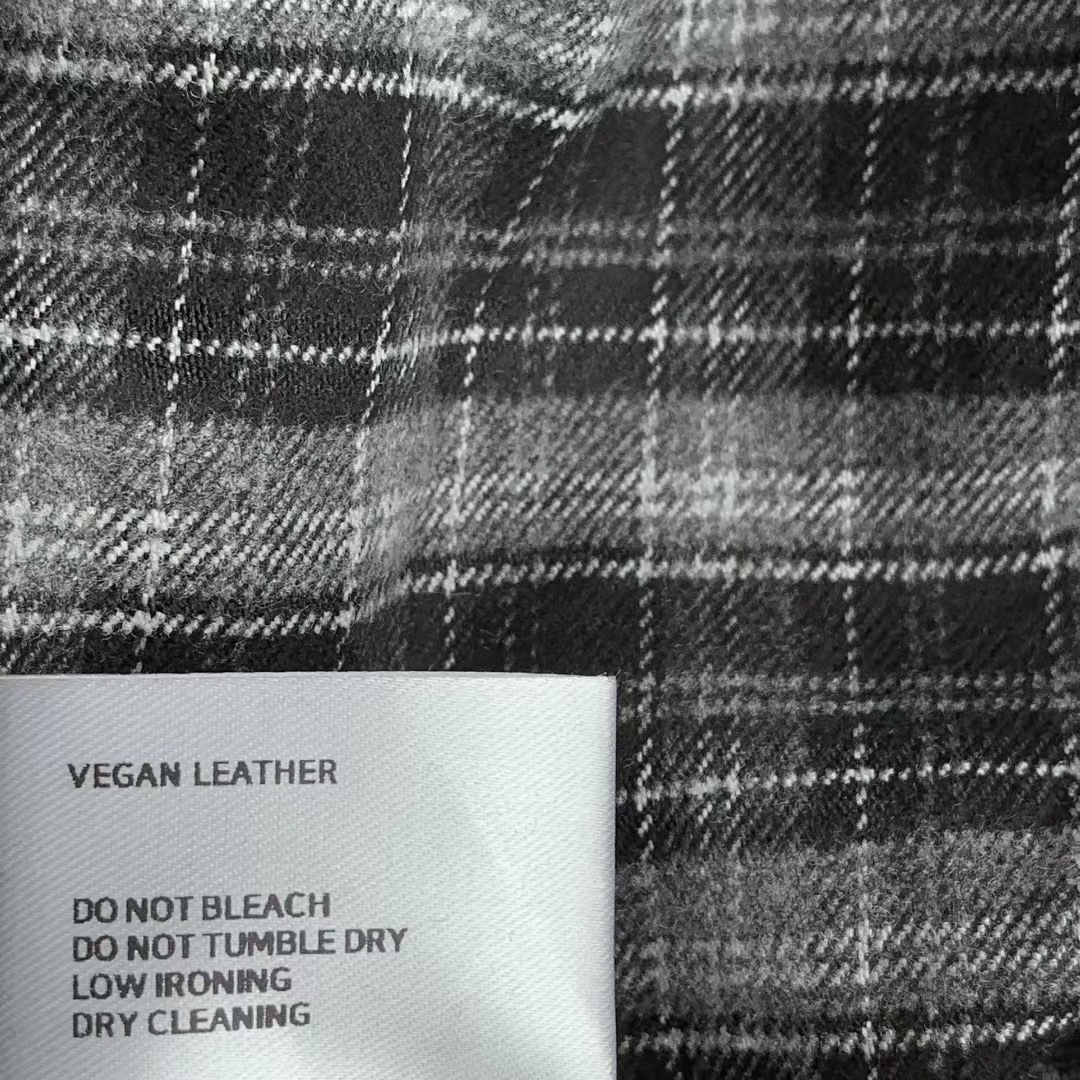 VEGAN LEATHER
DO NOT BLEACH
DO NOT TUMBLE DRY
LOW IRONING
DRY CLEANING